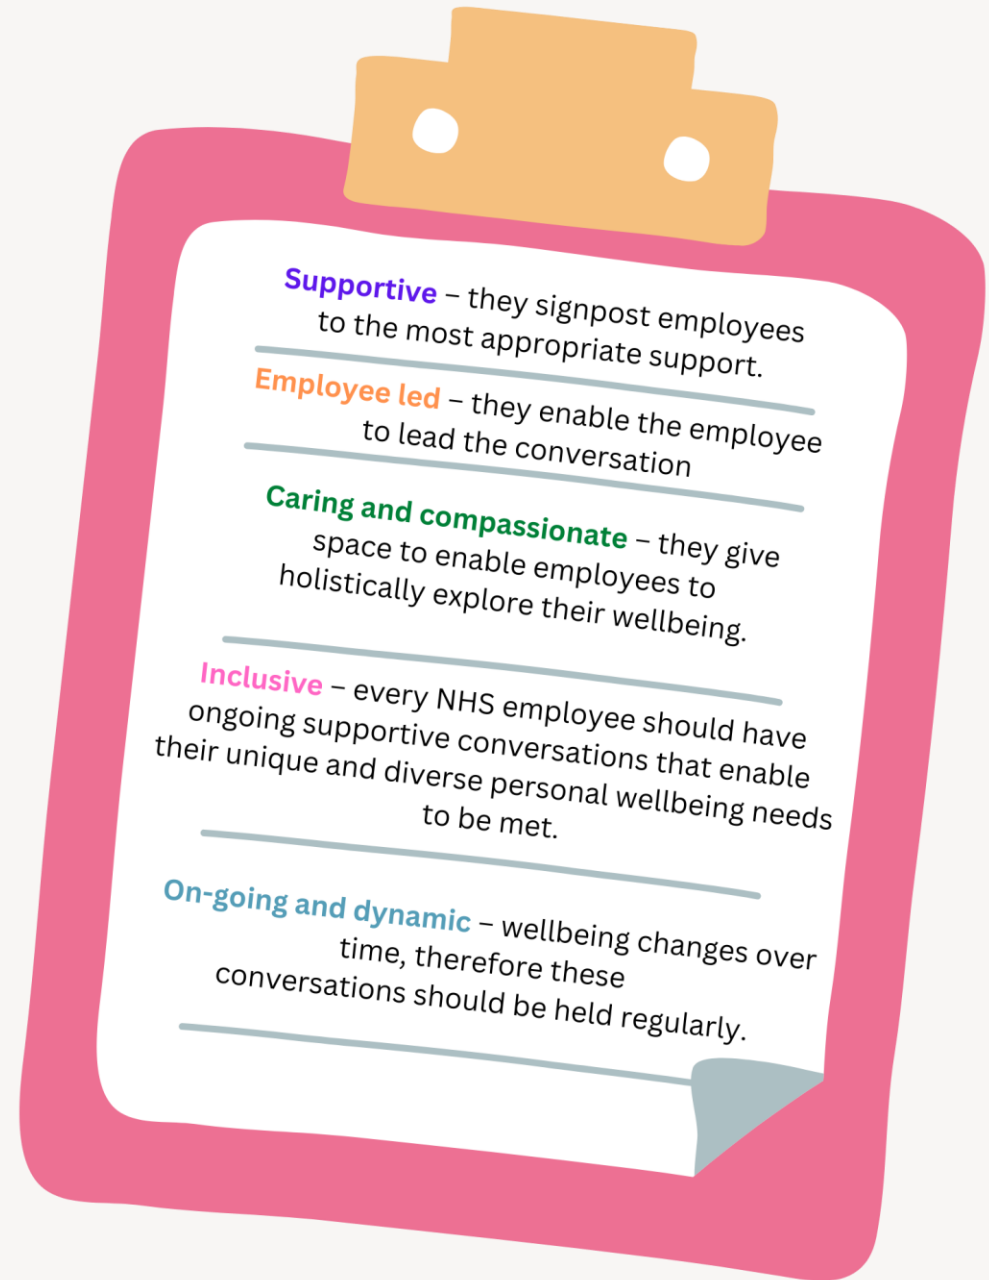 Supportive – they signpost employees
to the most appropriate support.
Employee led – they enable the employee
to lead the conversation
Caring and compassionate – they give
space to enable employees to
holistically explore their wellbeing.
Inclusive – every NHS employee should have
ongoing supportive conversations that enable
their unique and diverse personal wellbeing needs
to be met.
On-going and dynamic – wellbeing changes over
time, therefore these
conversations should be held regularly.